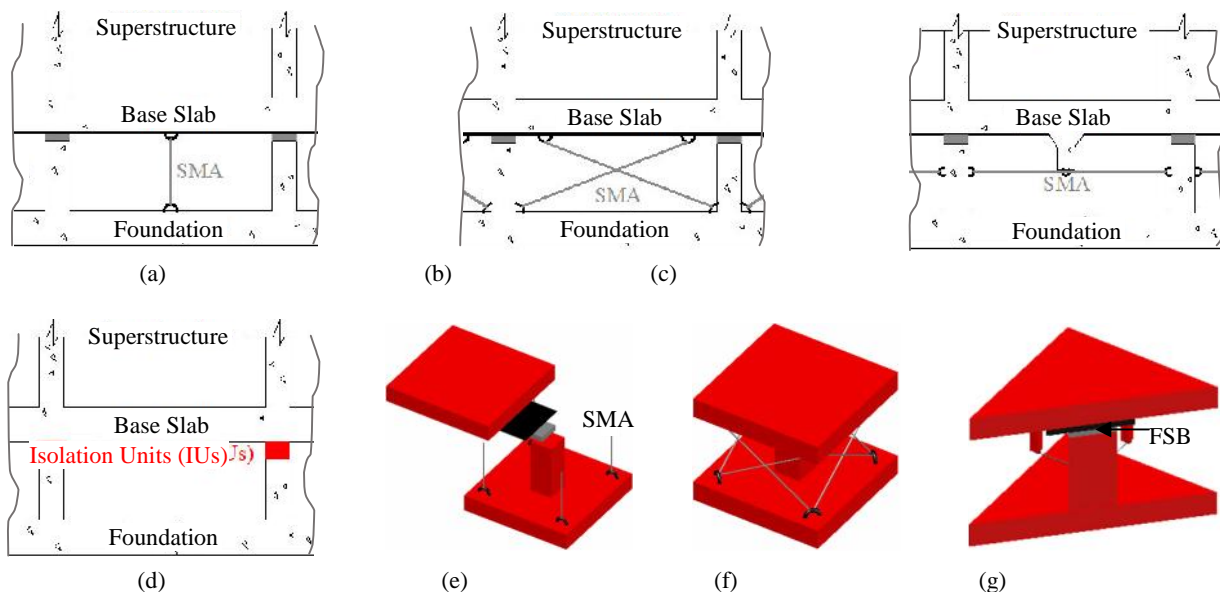 Superstructure
Base Slab
SMA
Foundation
(a)
Superstructure
Base Slab
SMA
Foundation
(b)
(c)
Superstructure
Base Slab
SMA
Foundation
Superstructure
Base Slab
Isolation Units (IUs)
Foundation
(d)
SMA
(e)
(f)
FSB
(g)